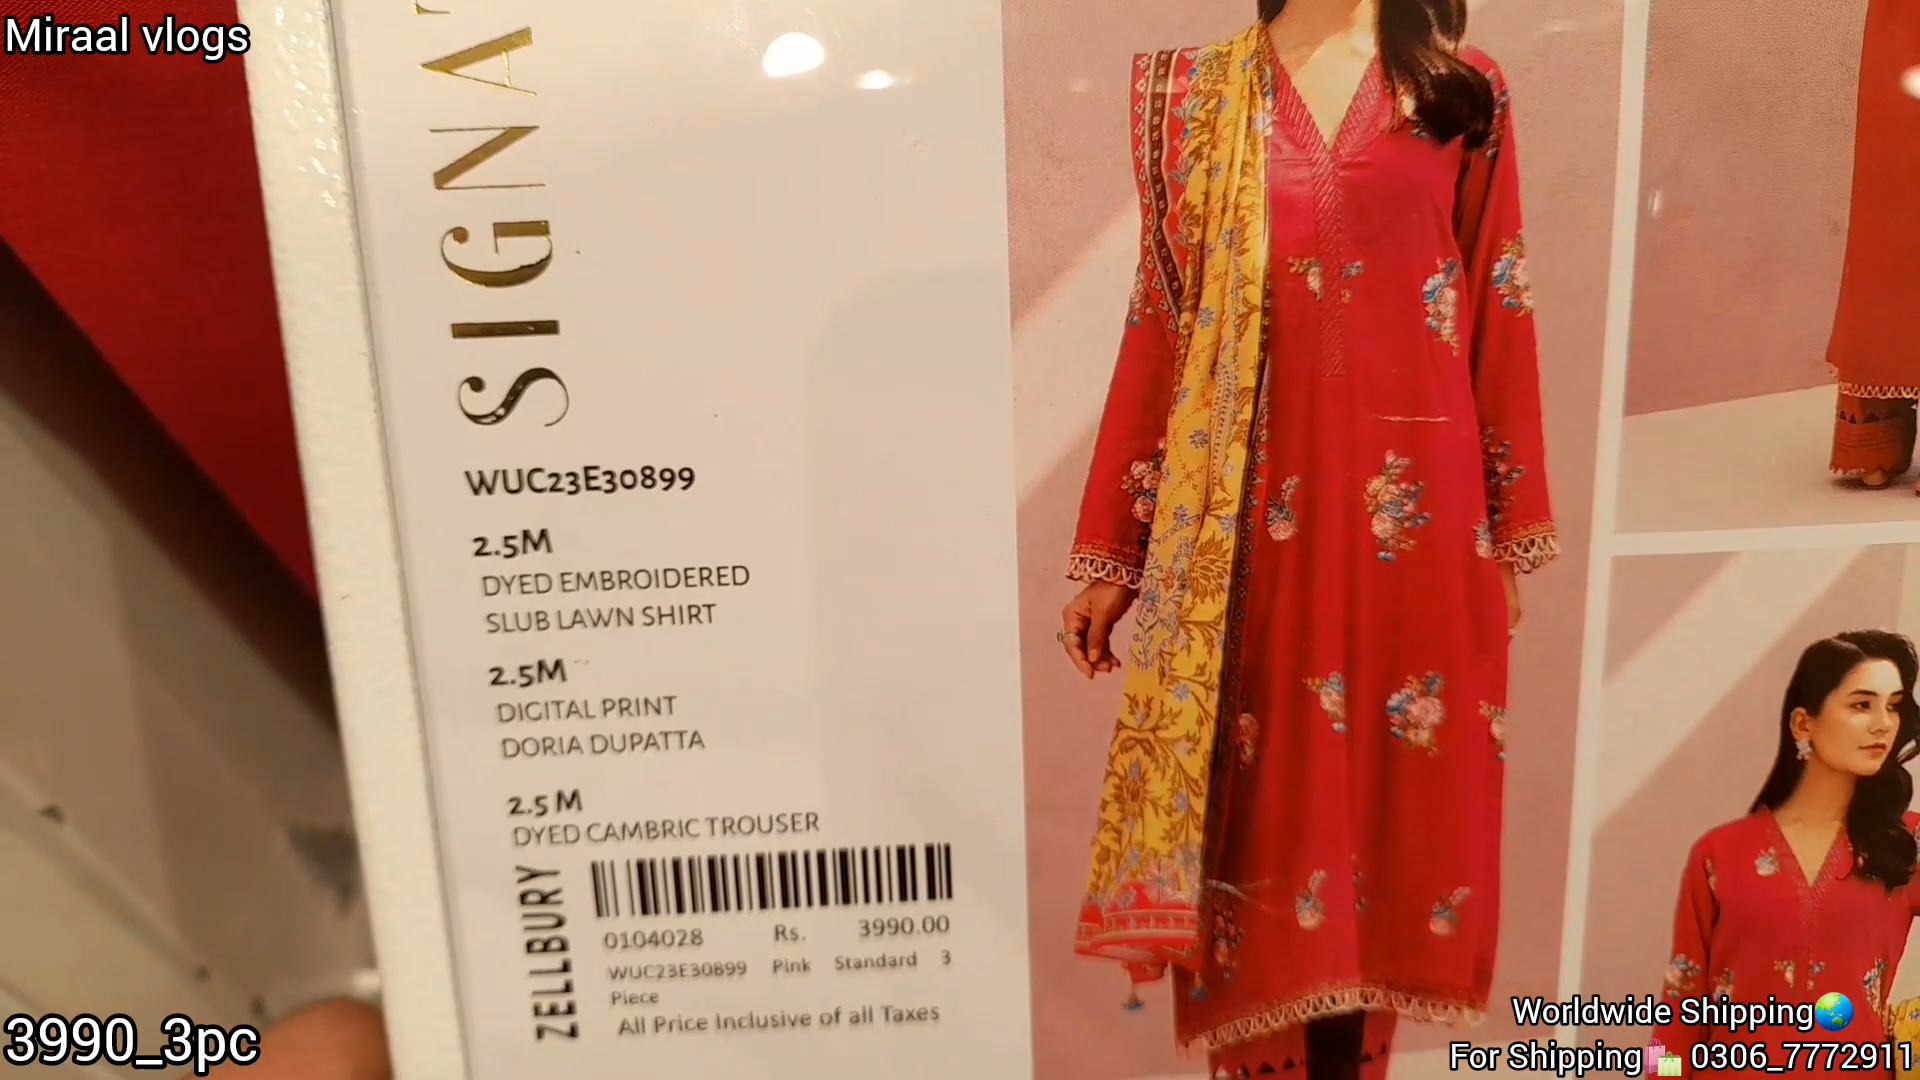 Miraal vlogs
SIGNA
WUC23E30899
2.5M
DYED EMBROIDERED
SLUB LAWN SHIRT
2.5M
DIGITAL PRINT
DORIA DUPATTA
2.5 M
DYED CAMBRIC TROUSER
ZELLBURY
0104028 Rs. 3990.00
WUC23E30899 Pink Standard 3
Piece
All Price Inclusive of all Taxes
3990_3pc
Worldwide Shipping🌏
For Shipping🛍️ 0306_7772911